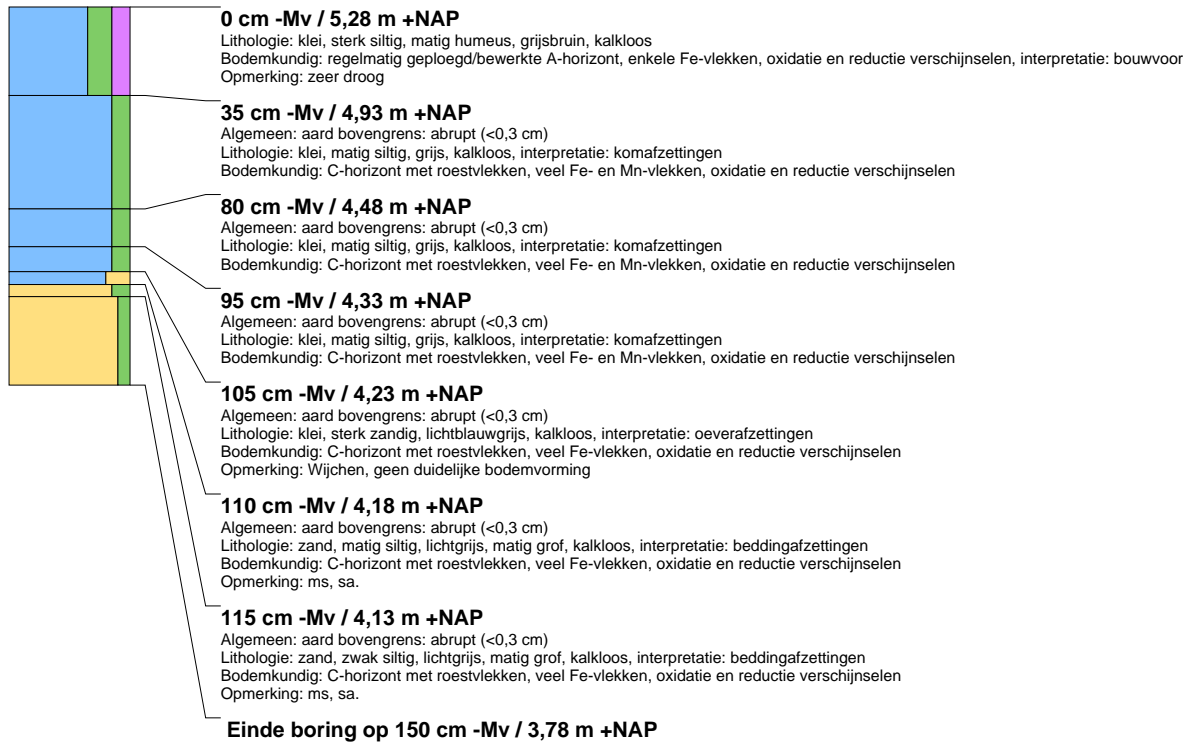 0 cm -Mv / 5,28 m +NAP
Lithologie: klei, sterk siltig, matig humeus, grijsbruin, kalkloos
Bodemkundig: regelmatig geploegd/bewerkte A-horizont, enkele Fe-vlekken, oxidatie en reductie verschijnselen, interpretatie: bouwvoor
Opmerking: zeer droog
35 cm -Mv / 4,93 m +NAP
Algemeen: aard bovengrens: abrupt (<0,3 cm)
Lithologie: klei, matig siltig, grijs, kalkloos, interpretatie: komafzettingen
Bodemkundig: C-horizont met roestvlekken, veel Fe- en Mn-vlekken, oxidatie en reductie verschijnselen
80 cm -Mv / 4,48 m +NAP
Algemeen: aard bovengrens: abrupt (<0,3 cm)
Lithologie: klei, matig siltig, grijs, kalkloos, interpretatie: komafzettingen
Bodemkundig: C-horizont met roestvlekken, veel Fe- en Mn-vlekken, oxidatie en reductie verschijnselen
95 cm -Mv / 4,33 m +NAP
Algemeen: aard bovengrens: abrupt (<0,3 cm)
Lithologie: klei, matig siltig, grijs, kalkloos, interpretatie: komafzettingen
Bodemkundig: C-horizont met roestvlekken, veel Fe- en Mn-vlekken, oxidatie en reductie verschijnselen
105 cm -Mv / 4,23 m +NAP
Algemeen: aard bovengrens: abrupt (<0,3 cm)
Lithologie: klei, sterk zandig, lichtblauwgrijs, kalkloos, interpretatie: oeverafzettingen
Bodemkundig: C-horizont met roestvlekken, veel Fe-vlekken, oxidatie en reductie verschijnselen
Opmerking: Wijchen, geen duidelijke bodemvorming
110 cm -Mv / 4,18 m +NAP
Algemeen: aard bovengrens: abrupt (<0,3 cm)
Lithologie: zand, matig siltig, lichtgrijs, matig grof, kalkloos, interpretatie: beddingafzettingen
Bodemkundig: C-horizont met roestvlekken, veel Fe-vlekken, oxidatie en reductie verschijnselen
Opmerking: ms, sa.
115 cm -Mv / 4,13 m +NAP
Algemeen: aard bovengrens: abrupt (<0,3 cm)
Lithologie: zand, zwak siltig, lichtgrijs, matig grof, kalkloos, interpretatie: beddingafzettingen
Bodemkundig: C-horizont met roestvlekken, veel Fe-vlekken, oxidatie en reductie verschijnselen
Opmerking: ms, sa.
Einde boring op 150 cm -Mv / 3,78 m +NAP